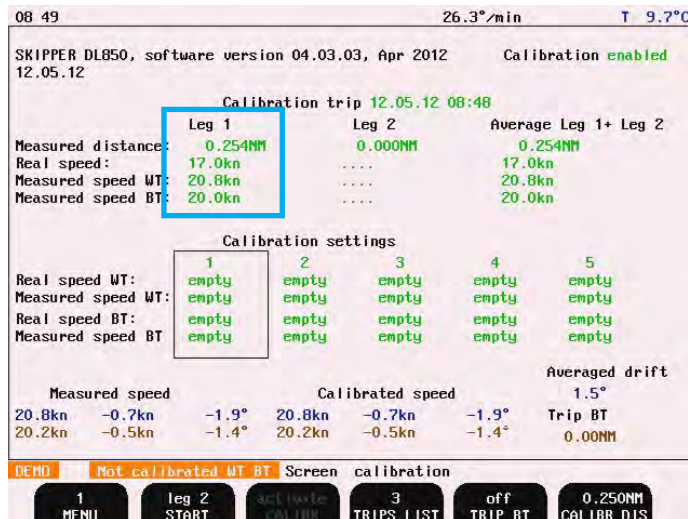 08 49 26.3°/min T 9.7°C
SKIPPER DL850, software version 04.03.03, Apr 2012 Calibration enabled
12.05.12
Calibration trip 12.05.12 08:48
Leg 1 Leg 2 Average Leg 1+ Leg 2
Measured distance: 0.254NM 0.000NM 0.254NM
Real speed: 17.0kn .... 17.0kn
Measured speed WT: 20.8kn .... 20.8kn
Measured speed BT: 20.0kn .... 20.0kn
Calibration settings
1 2 3 4 5
Real speed WT: empty empty empty empty empty
Measured speed WT: empty empty empty empty empty
Real speed BT: empty empty empty empty empty
Measured speed BT empty empty empty empty empty
Averaged drift
Measured speed Calibrated speed 1.5°
20.8kn -0.7kn -1.9° 20.8kn -0.7kn -1.9° Trip BT
20.2kn -0.5kn -1.4° 20.2kn -0.5kn -1.4° 0.00NM
DEMO Not calibrated WT BT Screen calibration
1 leg 2 activate 3 off 0.250NM
MENU START CALIBR TRIPS LIST TRIP BT CALIBR DIS